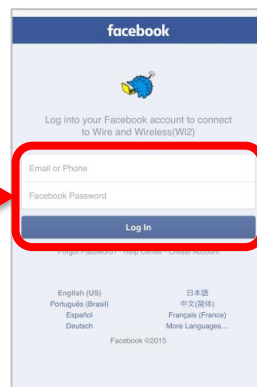 facebook
Log into your Facebook account to connect
to Wire and Wireless(Wi2)
Email or Phone
Facebook Password
Log In
Forgot Password? · Help Center · Create Account
English (US)
日本語
Português (Brasil)
中文(简体)
Español
Français (France)
Deutsch
More Languages...
Facebook ©2015